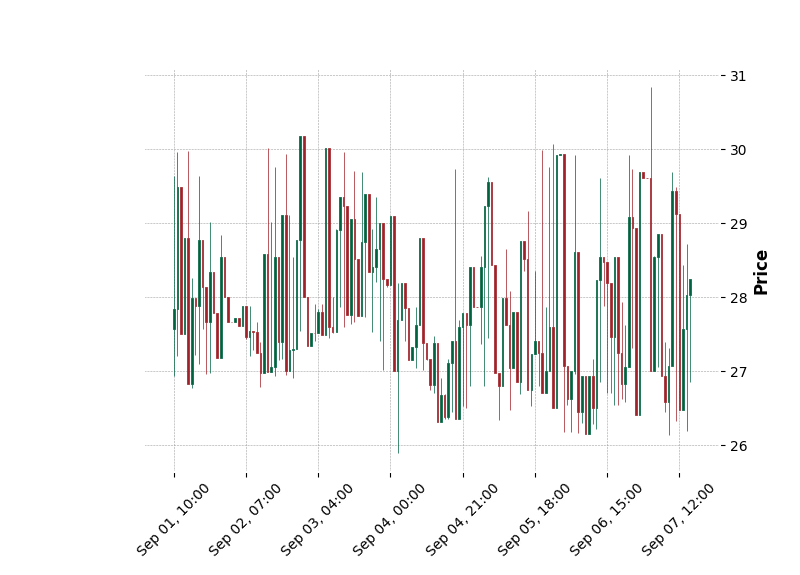 31
30
29
28
27
26
Price
Sep 01, 10:00
Sep 02, 07:00
Sep 03, 04:00
Sep 04, 00:00
Sep 04, 21:00
Sep 05, 18:00
Sep 06, 15:00
Sep 07, 12:00